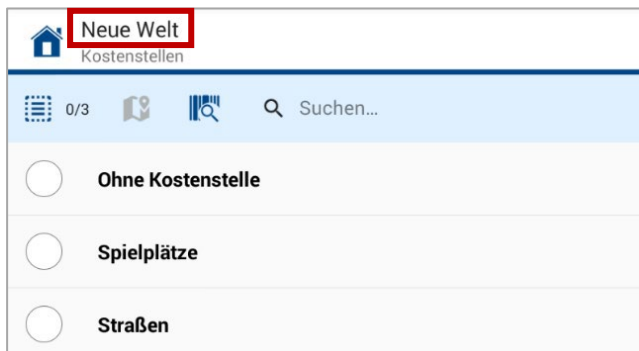 Neue Welt
Kostenstellen
0/3 Suchen...
Ohne Kostenstelle
Spielplätze
Straßen